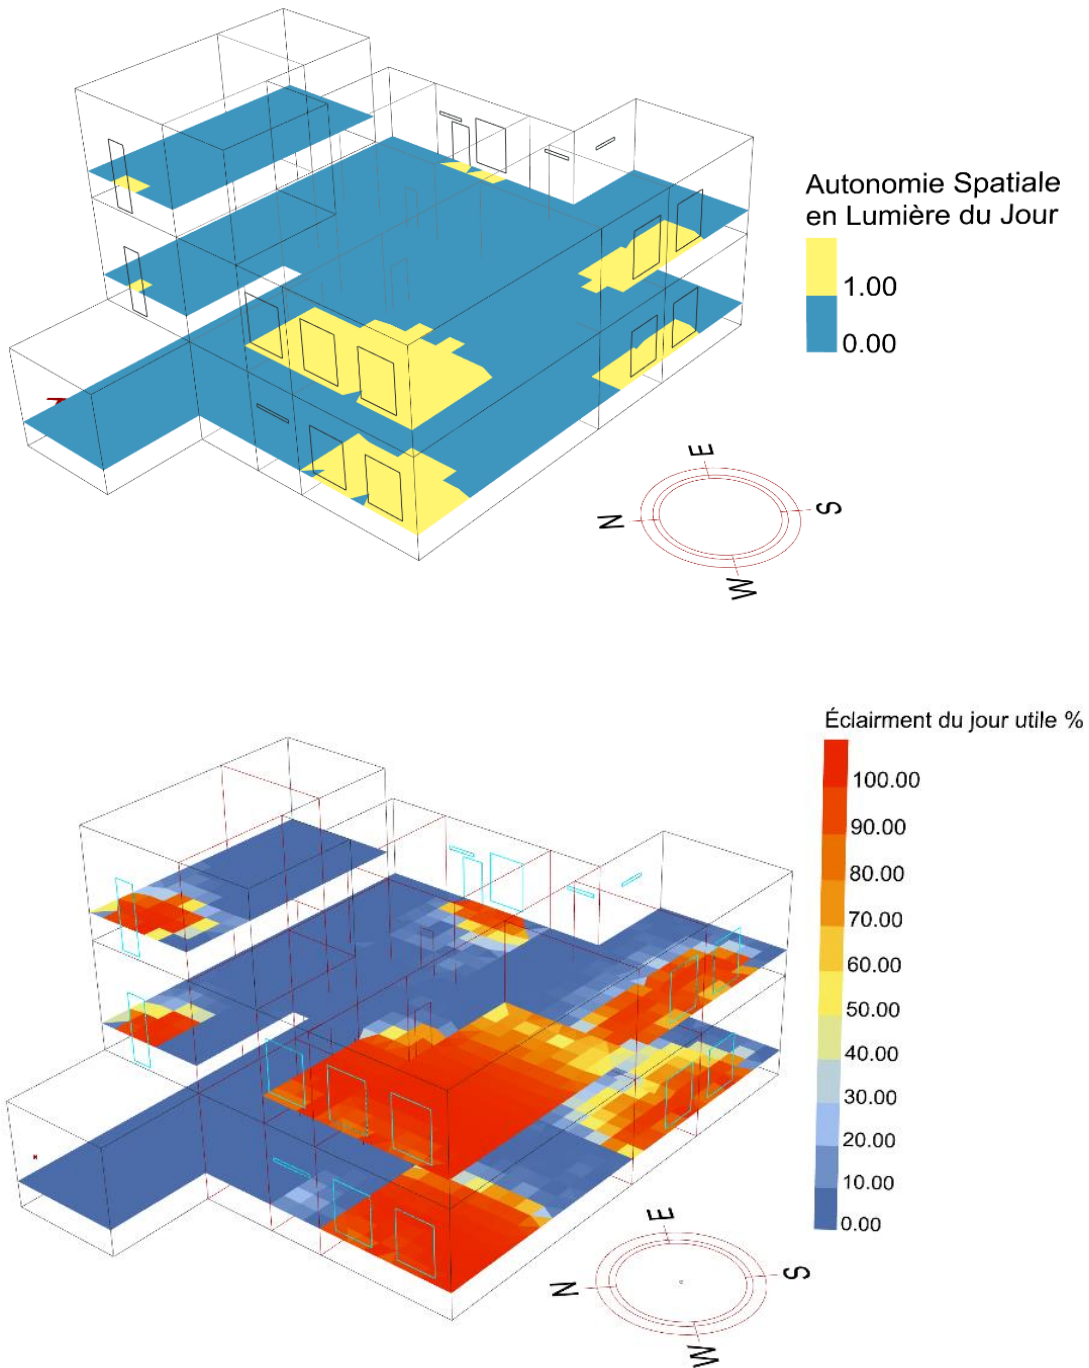 Autonomie Spatiale
en Lumière du Jour
1.00
0.00
E
S
N
W
Éclairment du jour utile %
100.00
90.00
80.00
70.00
60.00
50.00
40.00
30.00
20.00
10.00
0.00
E
S
N
W